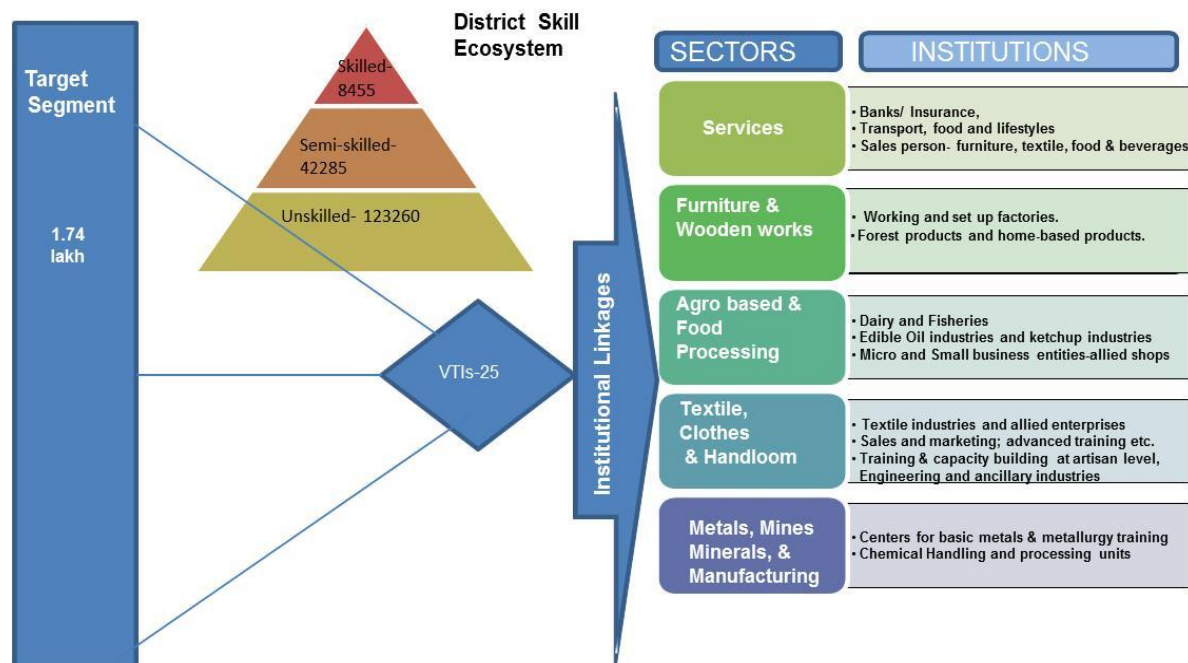 District Skill
Ecosystem
Target
Segment
1.74
lakh
Skilled-
8455
Semi-skilled-
42285
Unskilled- 123260
VTIs-25
Institutional Linkages
SECTORS
INSTITUTIONS
Services
• Banks/ Insurance,
• Transport, food and lifestyles
• Sales person- furniture, textile, food & beverages
Furniture &
Wooden works
• Working and set up factories.
• Forest products and home-based products.
Agro based &
Food
Processing
• Dairy and Fisheries
• Edible Oil industries and ketchup industries
• Micro and Small business entities-allied shops
Textile,
Clothes
& Handloom
• Textile industries and allied enterprises
• Sales and marketing; advanced training etc.
• Training & capacity building at artisan level,
Engineering and ancillary industries
Metals, Mines
Minerals, &
Manufacturing
• Centers for basic metals & metallurgy training
• Chemical Handling and processing units